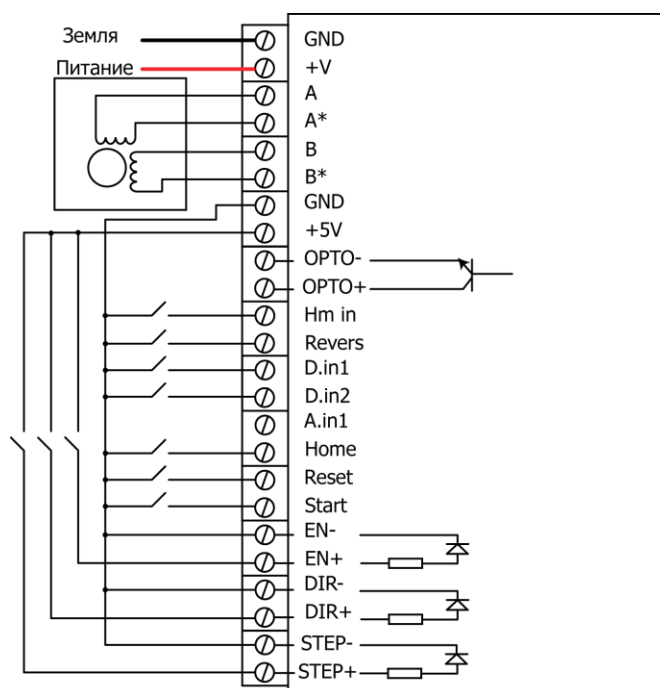 Земля
GND
Питание
+V
A
A*
B
B*
GND
+5V
OPTO-
OPTO+
Hm in
Revers
D.in1
D.in2
A.in1
Home
Reset
Start
EN-
EN+
DIR-
DIR+
STEP-
STEP+